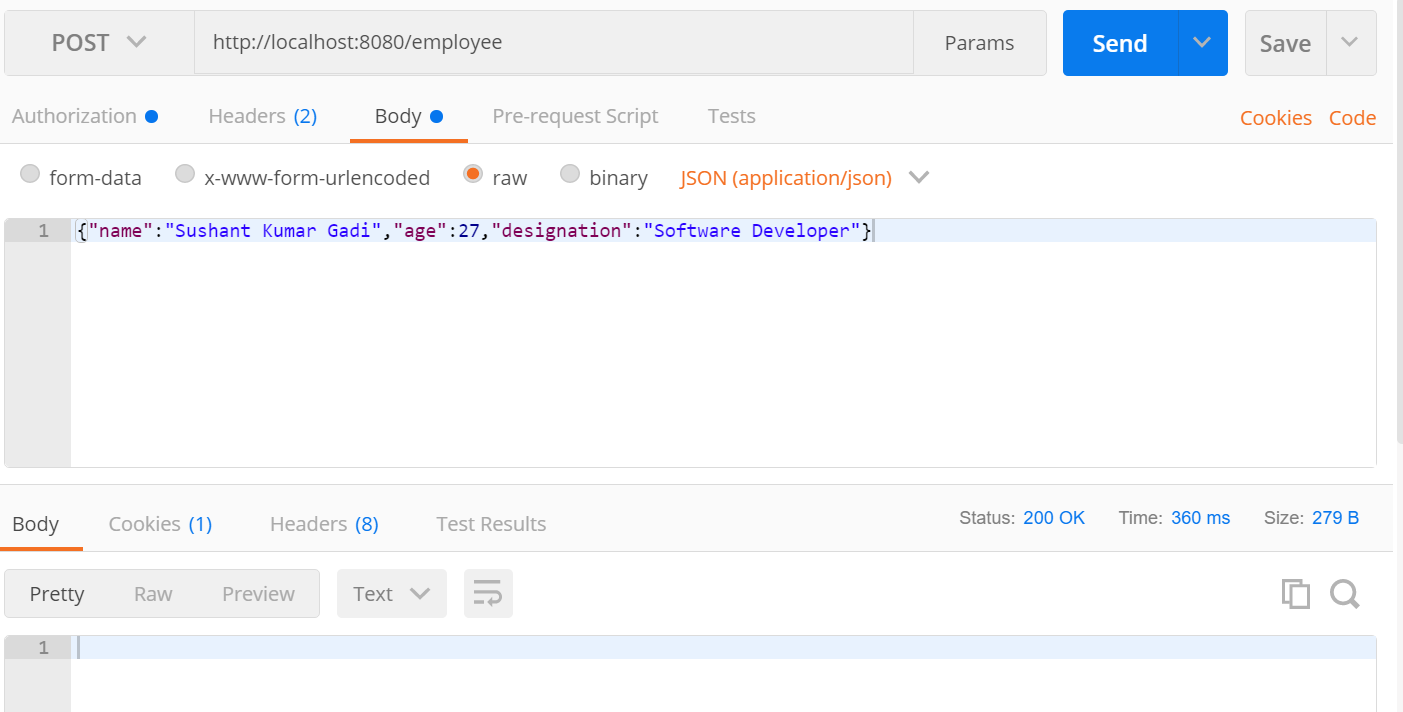 POST http://localhost:8080/employee Params Send Save
Authorization Headers (2) Body Pre-request Script Tests Cookies Code
form-data x-www-form-urlencoded raw binary JSON (application/json)
1 {"name":"Sushant Kumar Gadi","age":27,"designation":"Software Developer"}
Body Cookies (1) Headers (8) Test Results Status: 200 OK Time: 360 ms Size: 279 B
Pretty Raw Preview Text
1